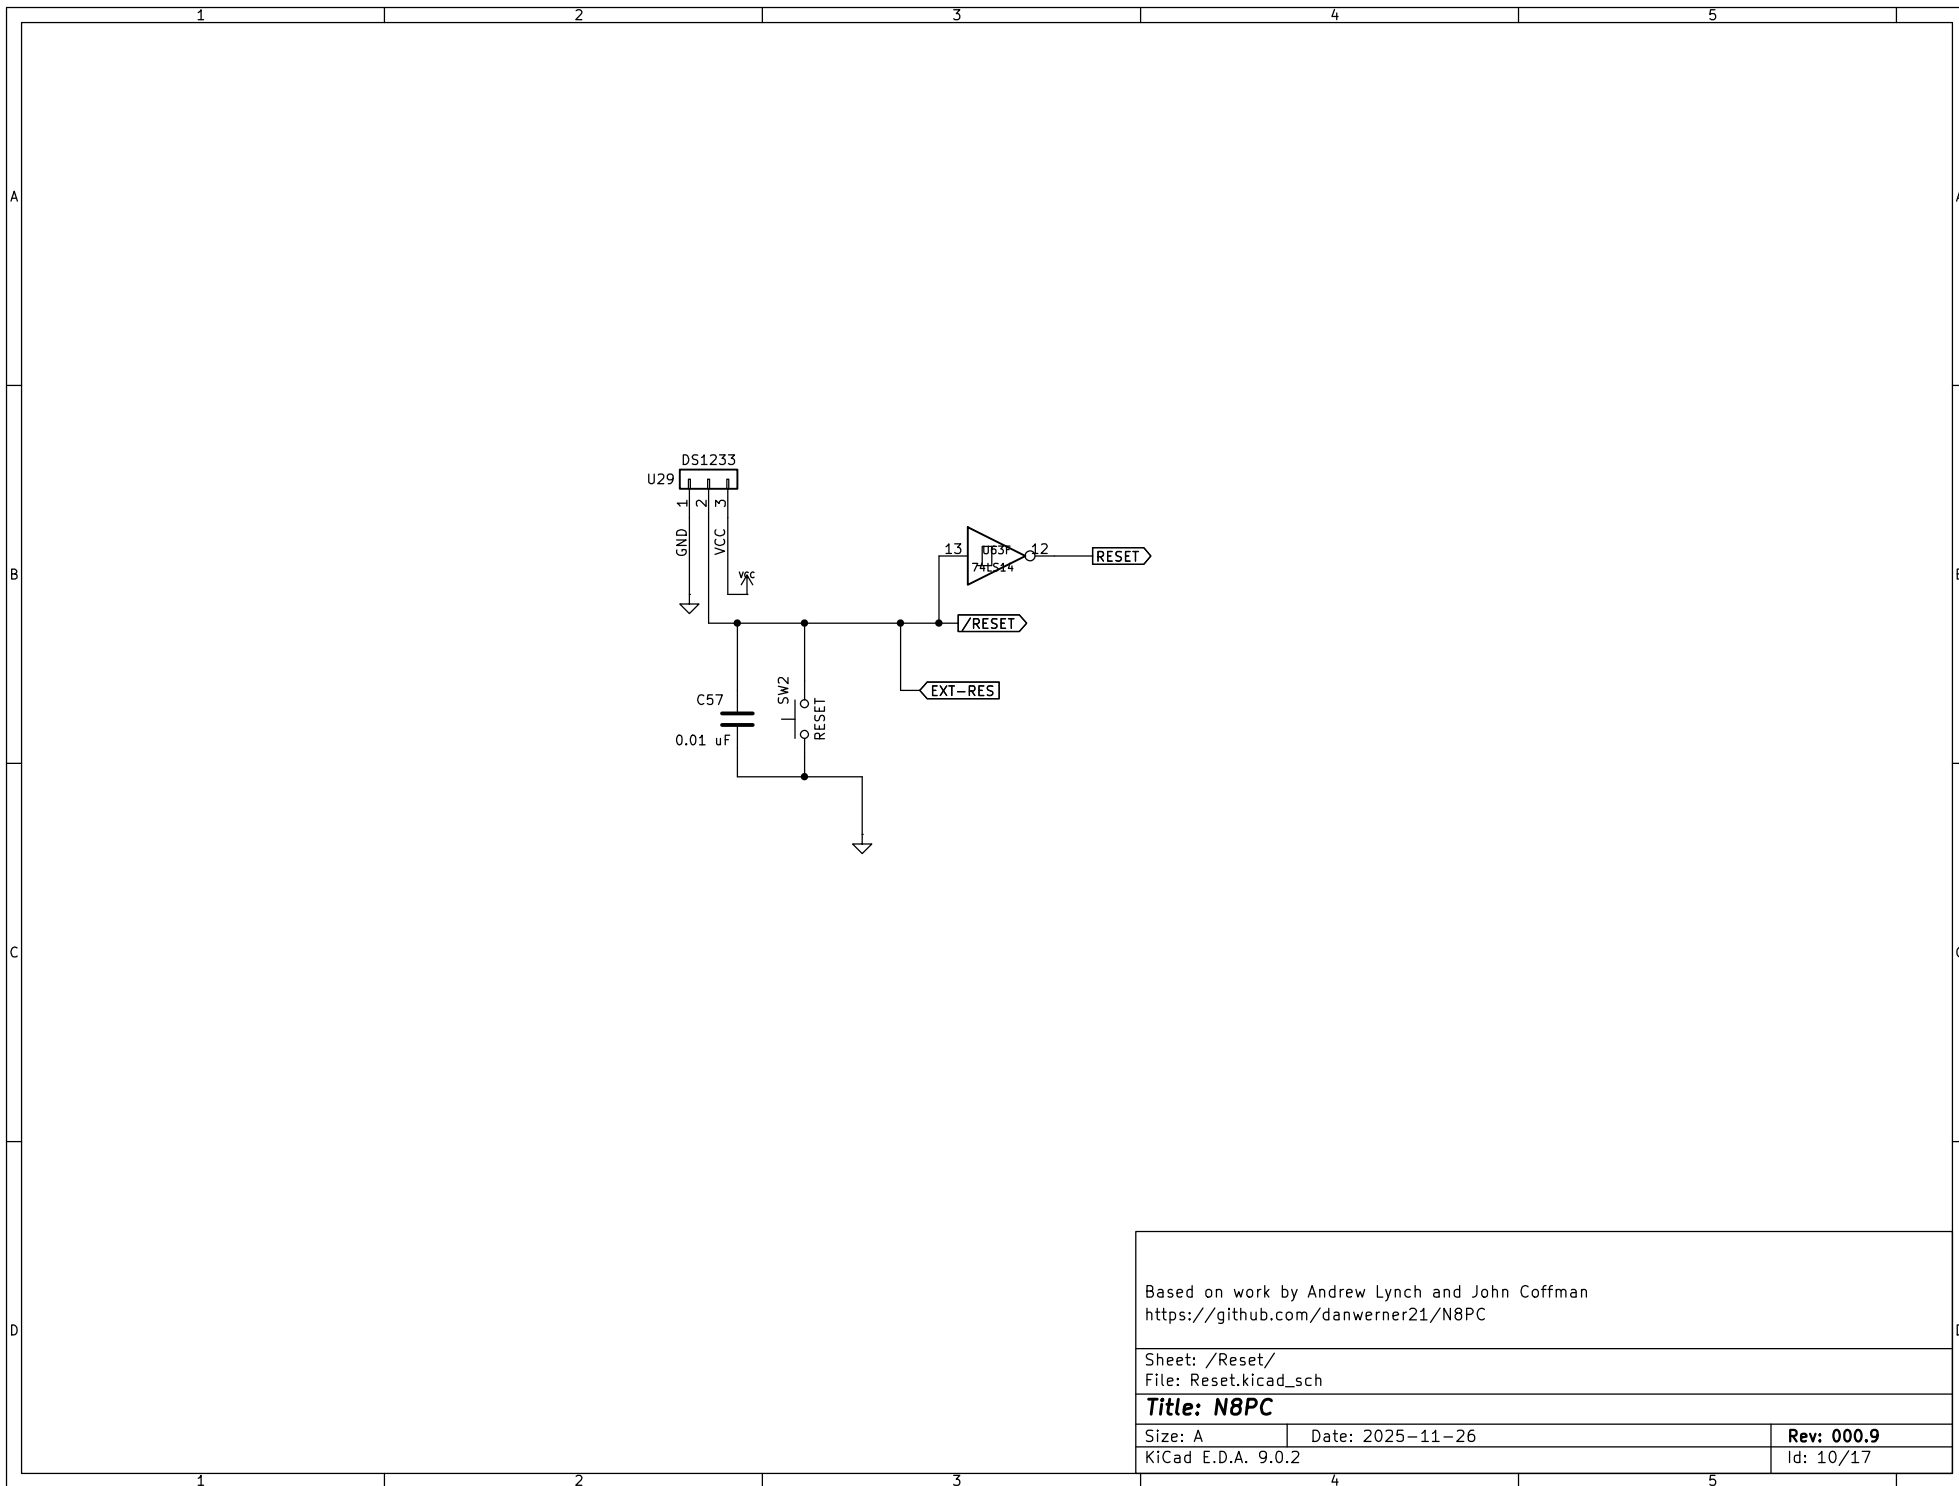 1 2 3 4 5
A
A
DS1233
U29
1 2 3
GND VCC
VCC
13 U63F 12
74LS14
RESET
B
/RESET
EXT-RES
SW2
RESET
C57
0.01 uF
C
D
Based on work by Andrew Lynch and John Coffman
https://github.com/danwerner21/N8PC
Sheet: /Reset/
File: Reset.kicad_sch
Title: N8PC
Size: A Date: 2025-11-26 Rev: 000.9
KiCad E.D.A. 9.0.2 Id: 10/17
1 2 3 4 5